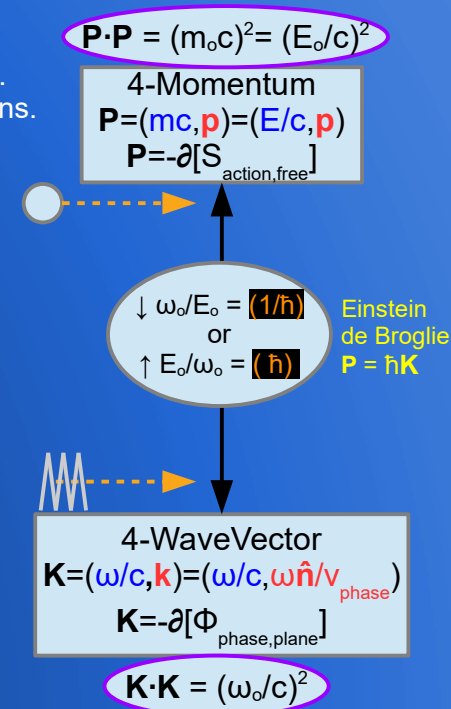 P·P = (mₒc)²= (Eₒ/c)²
.
ns.
4-Momentum
P=(mc,p)=(E/c,p)
P=-∂[S_action,free]
↓ ωₒ/Eₒ = (1/ħ)
or
↑ Eₒ/ωₒ = ( ħ)
Einstein
de Broglie
P = ħK
4-WaveVector
K=(ω/c,k)=(ω/c,ωn̂/v_phase)
K=-∂[Φ_phase,plane]
K·K = (ωₒ/c)²